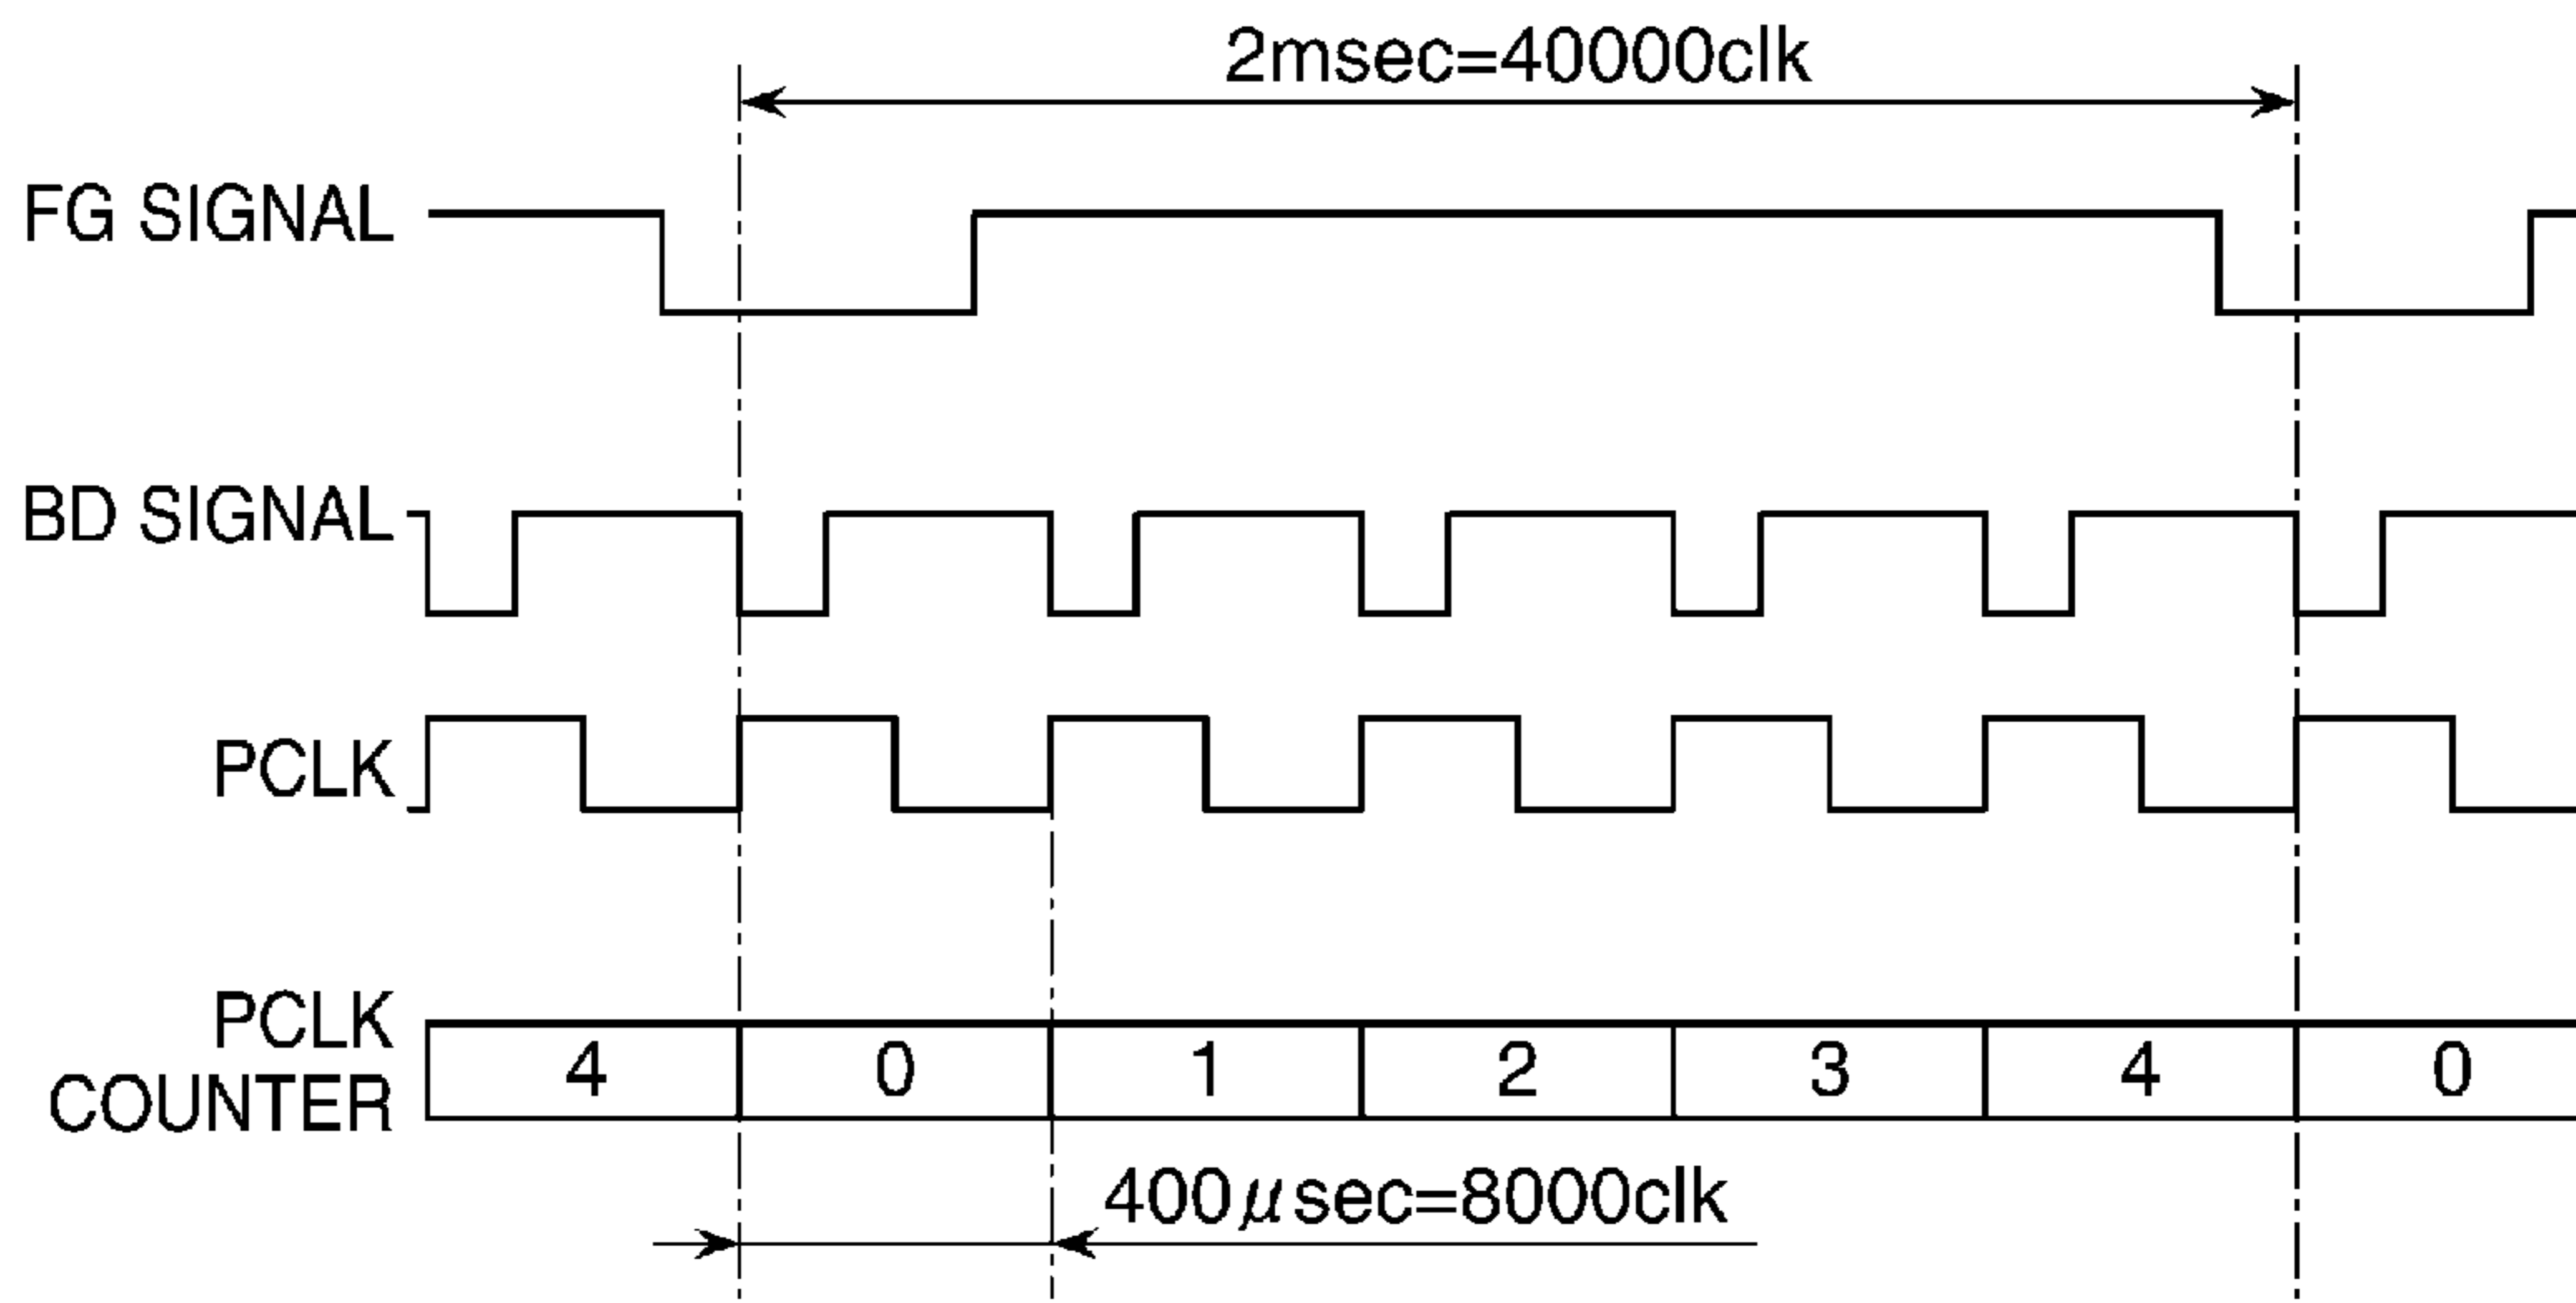 2msec=40000clk
FG SIGNAL
BD SIGNAL
PCLK
PCLK
COUNTER
4 0 1 2 3 4 0
400μsec=8000clk